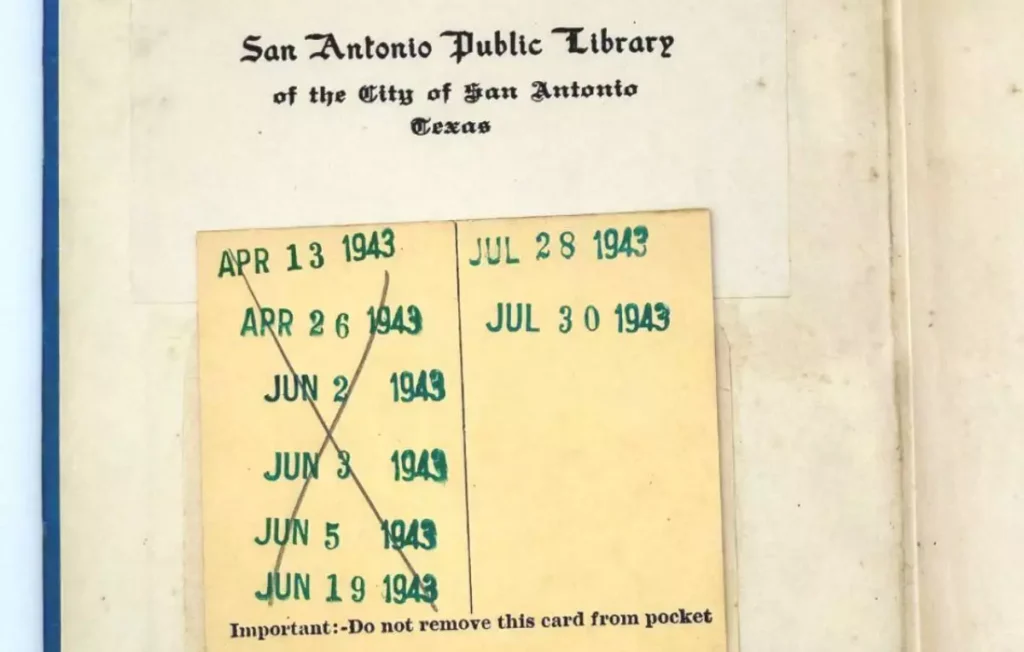 San Antonio Public Library
of the City of San Antonio
Texas
APR 13 1943
APR 26 1943
JUN 2 1943
JUN 3 1943
JUN 5 1943
JUN 19 1943
JUL 28 1943
JUL 30 1943
Important:-Do not remove this card from pocket